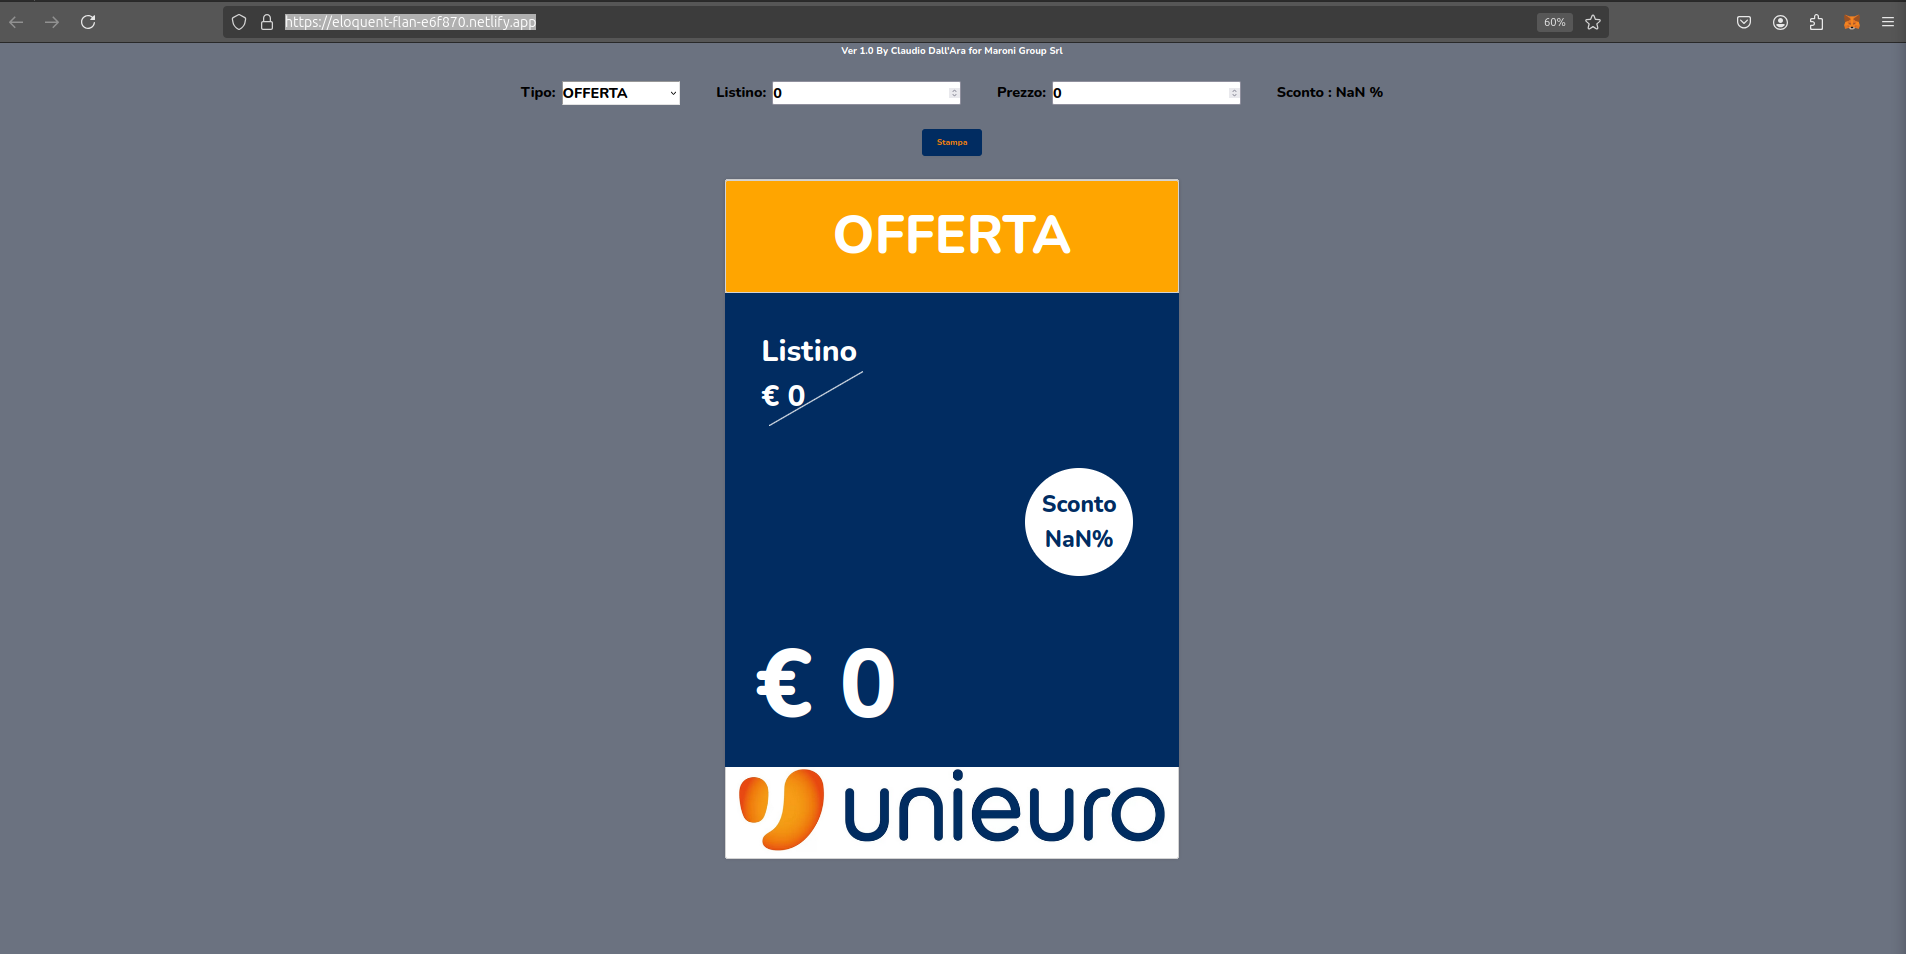 https://eloquent-flan-e6f870.netlify.app
60%
Ver 1.0 By Claudio Dall'Ara for Maroni Group Srl
Tipo: OFFERTA Listino: 0 Prezzo: 0 Sconto : NaN %
Stampa
OFFERTA
Listino
€ 0
Sconto
NaN%
€ 0
unieuro